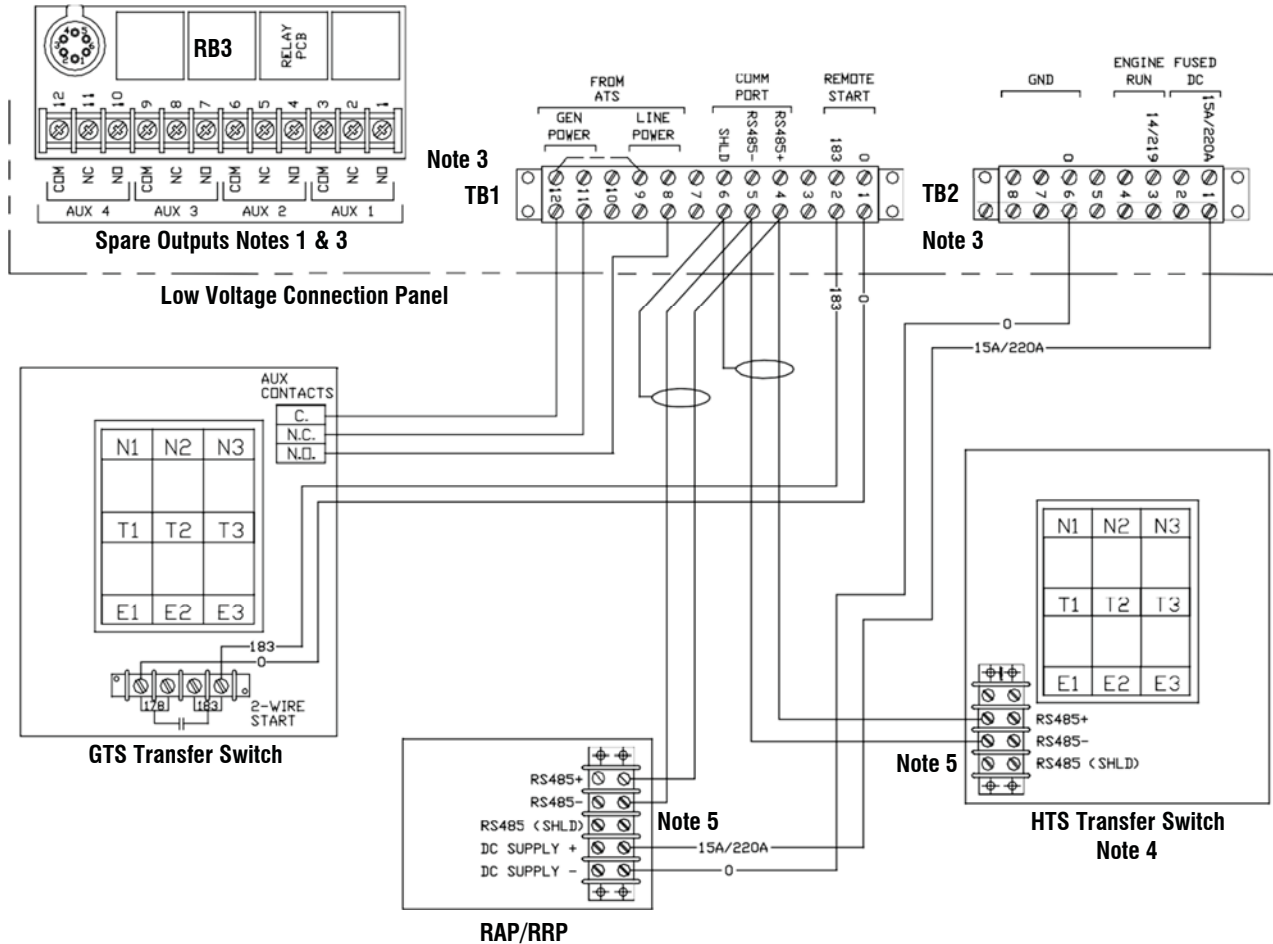 4 5
3 6
2 1
RB3
RELAY
PCB
12 11 10 9 8 7 6 5 4 3 2 1
COM NC NO COM NC NO COM NC NO COM NC NO
AUX 4 AUX 3 AUX 2 AUX 1
Spare Outputs Notes 1 & 3
Low Voltage Connection Panel
FROM
ATS
GEN
POWER
LINE
POWER
COMM
PORT
REMOTE
START
SHLD
RS485-
RS485+
183
0
Note 3
TB1
12 11 10 9 8 7 6 5 4 3 2 1
183
0
GND
ENGINE
RUN
FUSED
DC
0
14/219
15A/220A
TB2
Note 3
8 7 6 5 4 3 2 1
0
15A/220A
AUX
CONTACTS
C.
N.C.
N.O.
N1 N2 N3
T1 T2 T3
E1 E2 E3
183
0
178 183
2-WIRE
START
GTS Transfer Switch
RS485+
RS485-
RS485 (SHLD)
DC SUPPLY +
DC SUPPLY -
Note 5
15A/220A
0
RAP/RRP
N1 N2 N3
T1 T2 T3
E1 E2 E3
RS485+
RS485-
RS485 (SHLD)
Note 5
HTS Transfer Switch
Note 4